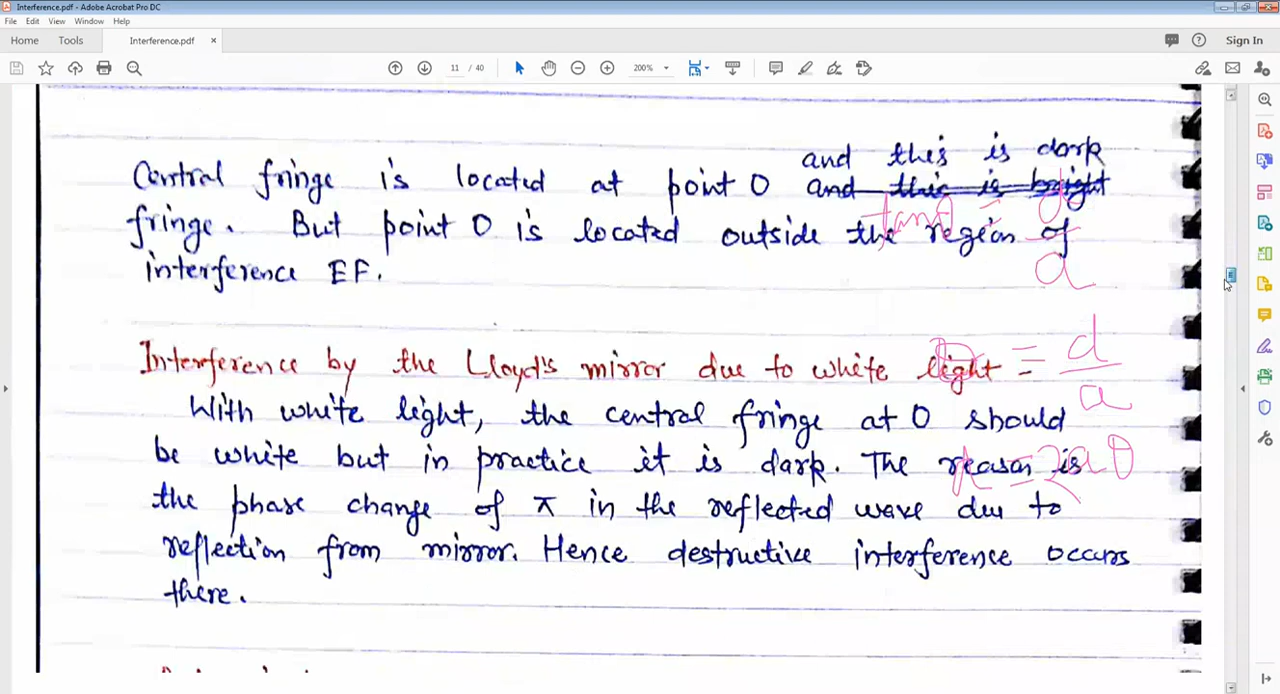 Interference.pdf - Adobe Acrobat Pro DC
File Edit View Window Help
Home Tools Interference.pdf × Sign In
11 / 40 200%
and this is dark
Central fringe is located at point O and this is bright
fringe. But point O is located outside the region of
interference EF.
Interference by the Lloyd's mirror due to white light
With white light, the central fringe at O should
be white but in practice it is dark. The reason is
the phase change of π in the reflected wave due to
reflection from mirror. Hence destructive interference occurs
there.
= d
a